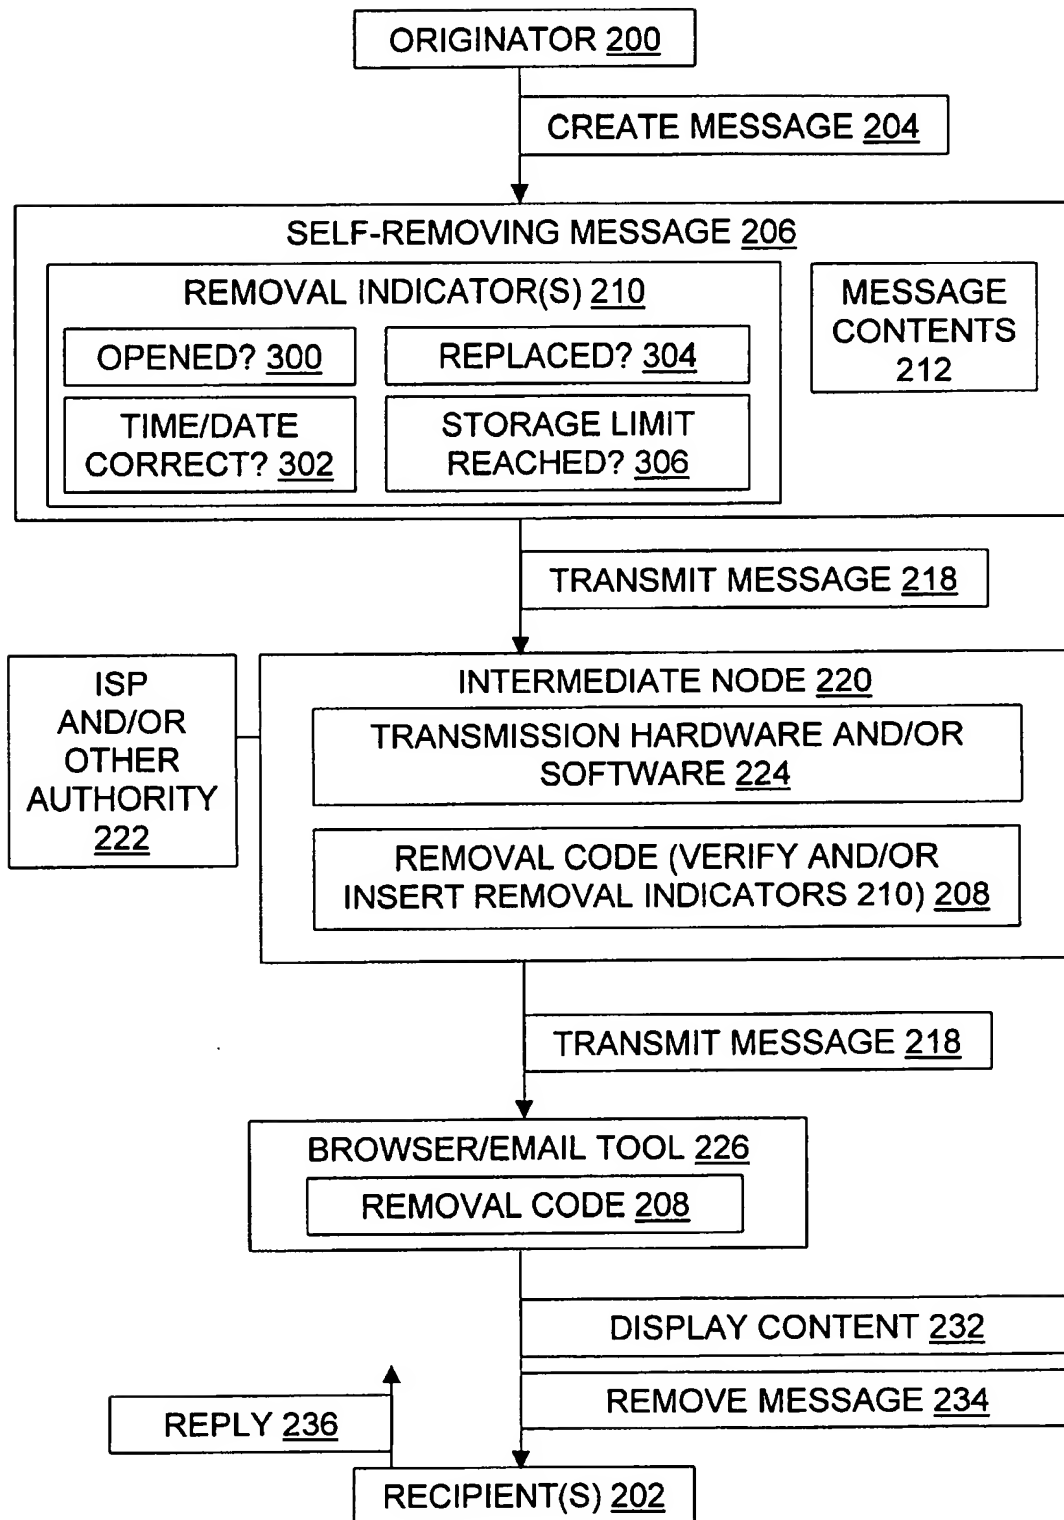 ORIGINATOR 200
CREATE MESSAGE 204
SELF-REMOVING MESSAGE 206
REMOVAL INDICATOR(S) 210
OPENED? 300
REPLACED? 304
TIME/DATE
CORRECT? 302
STORAGE LIMIT
REACHED? 306
MESSAGE
CONTENTS
212
TRANSMIT MESSAGE 218
ISP
AND/OR
OTHER
AUTHORITY
222
INTERMEDIATE NODE 220
TRANSMISSION HARDWARE AND/OR
SOFTWARE 224
REMOVAL CODE (VERIFY AND/OR
INSERT REMOVAL INDICATORS 210) 208
TRANSMIT MESSAGE 218
BROWSER/EMAIL TOOL 226
REMOVAL CODE 208
DISPLAY CONTENT 232
REMOVE MESSAGE 234
REPLY 236
RECIPIENT(S) 202